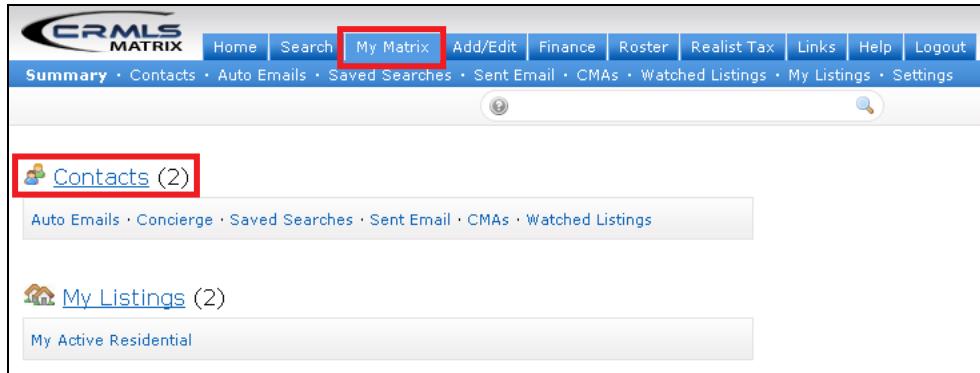 CRMLS
MATRIX
Home Search My Matrix Add/Edit Finance Roster Realist Tax Links Help Logout
Summary · Contacts · Auto Emails · Saved Searches · Sent Email · CMAs · Watched Listings · My Listings · Settings
Contacts (2)
Auto Emails · Concierge · Saved Searches · Sent Email · CMAs · Watched Listings
My Listings (2)
My Active Residential